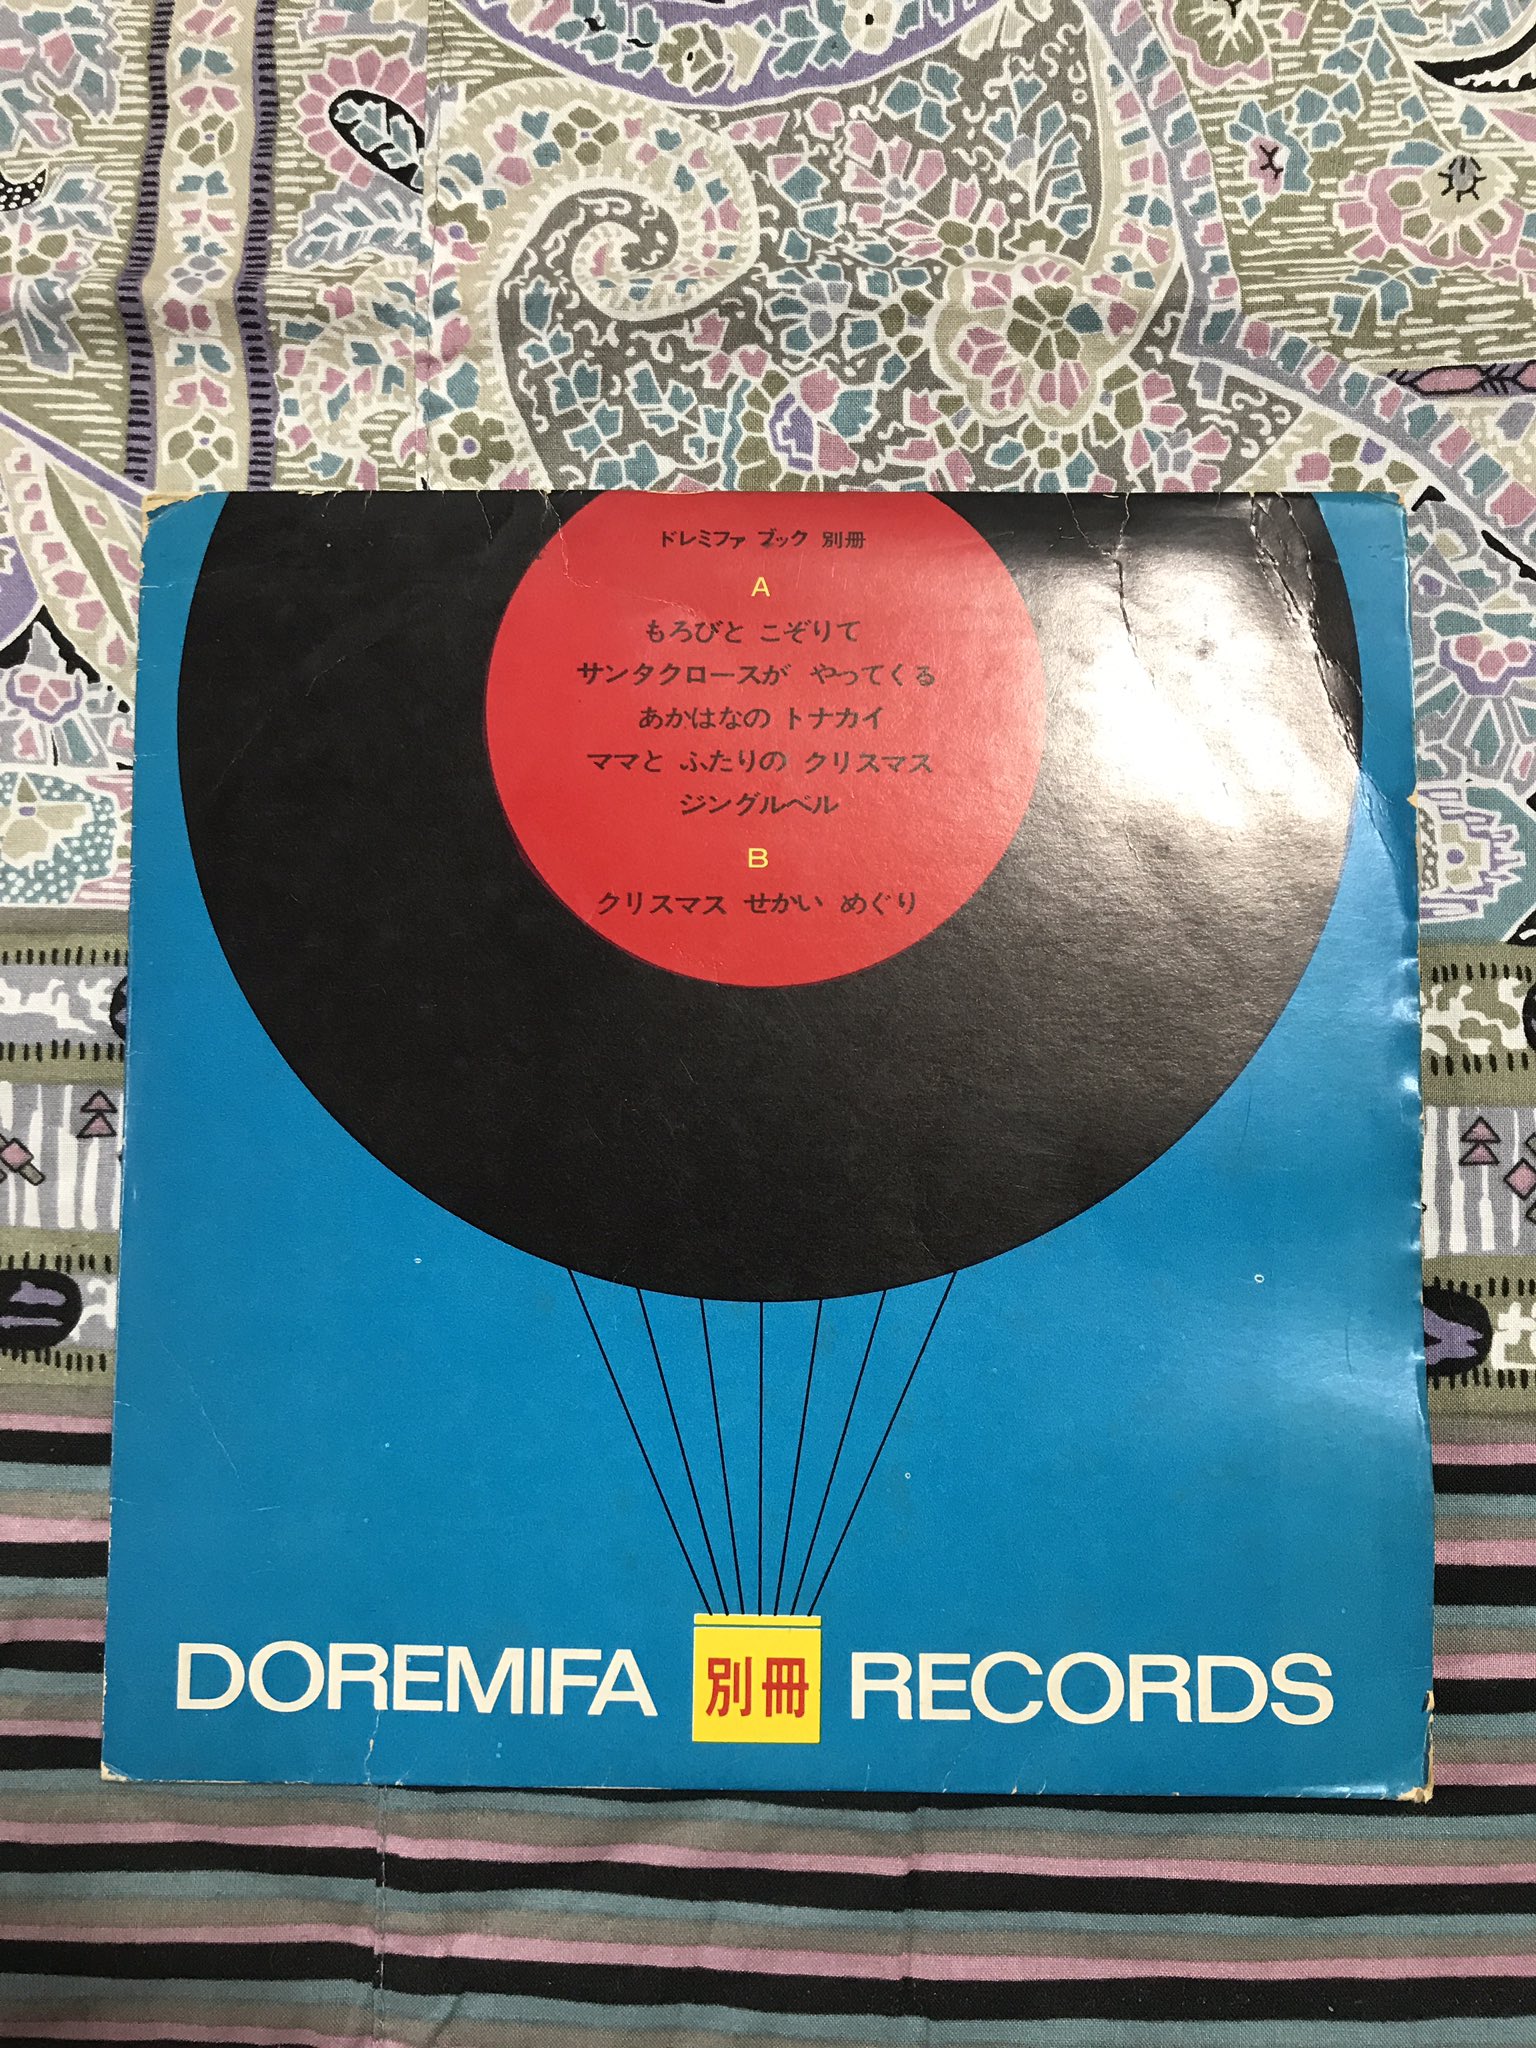 ドレミファ ブック 別冊
A
もろびと こぞりて
サンタクロースが やってくる
あかはなの トナカイ
ママと ふたりの クリスマス
ジングルベル
B
クリスマス せかい めぐり
DOREMIFA 別冊 RECORDS